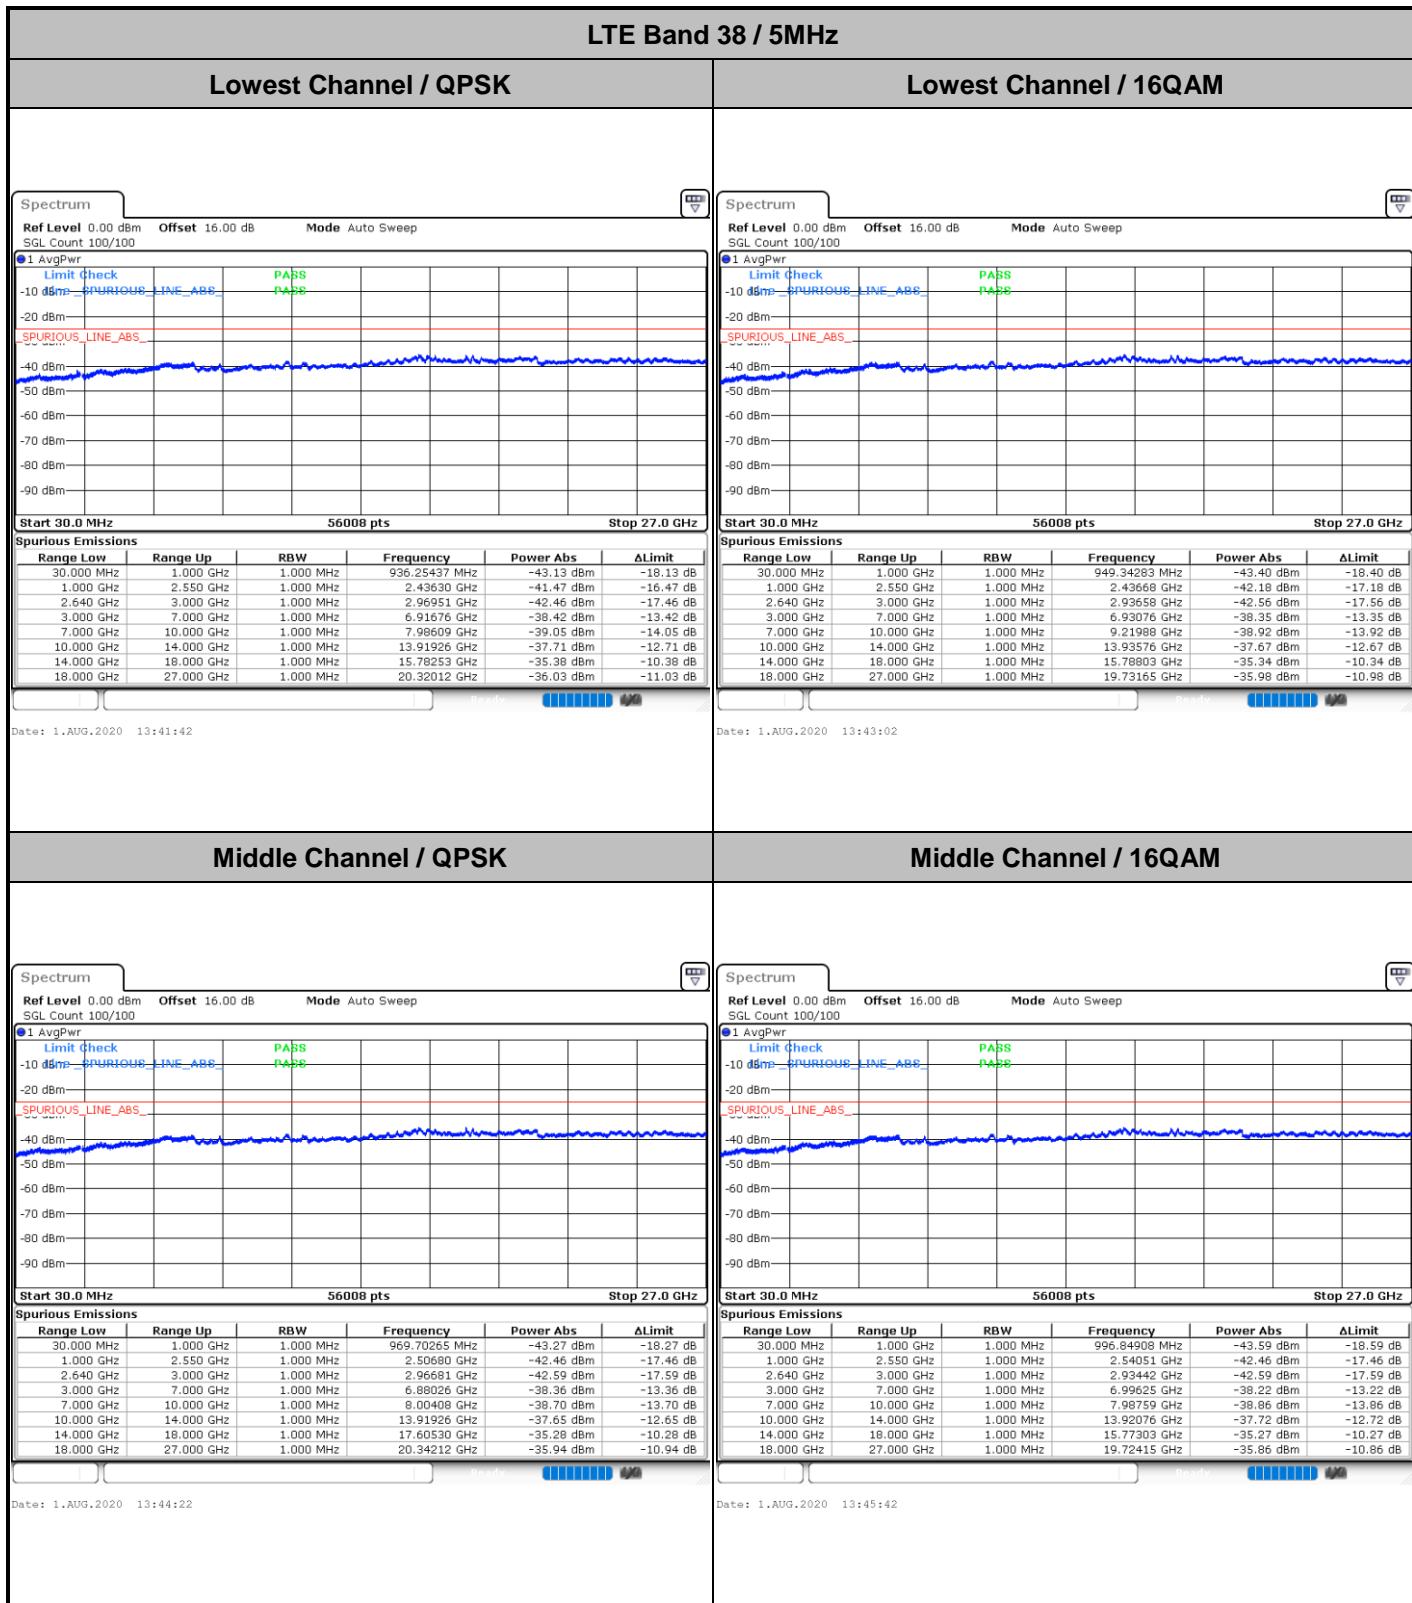 LTE Band 38 / 5MHz
Lowest Channel / QPSK
Lowest Channel / 16QAM
Spectrum
Ref Level 0.00 dBm Offset 16.00 dB Mode Auto Sweep
SGL Count 100/100
1 AvgPwr
Limit Check PASS
-10 dBm
Line _SPURIOUS_LINE_ABS_ PASS
-20 dBm
_SPURIOUS_LINE_ABS_
-40 dBm
-50 dBm
-60 dBm
-70 dBm
-80 dBm
-90 dBm
Start 30.0 MHz 56008 pts Stop 27.0 GHz
Spurious Emissions
Range Low Range Up RBW Frequency Power Abs ΔLimit
30.000 MHz 1.000 GHz 1.000 MHz 936.25437 MHz -43.13 dBm -18.13 dB
1.000 GHz 2.550 GHz 1.000 MHz 2.43630 GHz -41.47 dBm -16.47 dB
2.640 GHz 3.000 GHz 1.000 MHz 2.96951 GHz -42.46 dBm -17.46 dB
3.000 GHz 7.000 GHz 1.000 MHz 6.91676 GHz -38.42 dBm -13.42 dB
7.000 GHz 10.000 GHz 1.000 MHz 7.98609 GHz -39.05 dBm -14.05 dB
10.000 GHz 14.000 GHz 1.000 MHz 13.91926 GHz -37.71 dBm -12.71 dB
14.000 GHz 18.000 GHz 1.000 MHz 15.78253 GHz -35.38 dBm -10.38 dB
18.000 GHz 27.000 GHz 1.000 MHz 20.32012 GHz -36.03 dBm -11.03 dB
Ready
Date: 1.AUG.2020 13:41:42
Spectrum
Ref Level 0.00 dBm Offset 16.00 dB Mode Auto Sweep
SGL Count 100/100
1 AvgPwr
Limit Check PASS
-10 dBm
Line _SPURIOUS_LINE_ABS_ PASS
-20 dBm
_SPURIOUS_LINE_ABS_
-40 dBm
-50 dBm
-60 dBm
-70 dBm
-80 dBm
-90 dBm
Start 30.0 MHz 56008 pts Stop 27.0 GHz
Spurious Emissions
Range Low Range Up RBW Frequency Power Abs ΔLimit
30.000 MHz 1.000 GHz 1.000 MHz 949.34283 MHz -43.40 dBm -18.40 dB
1.000 GHz 2.550 GHz 1.000 MHz 2.43668 GHz -42.18 dBm -17.18 dB
2.640 GHz 3.000 GHz 1.000 MHz 2.93658 GHz -42.56 dBm -17.56 dB
3.000 GHz 7.000 GHz 1.000 MHz 6.93076 GHz -38.35 dBm -13.35 dB
7.000 GHz 10.000 GHz 1.000 MHz 9.21988 GHz -38.92 dBm -13.92 dB
10.000 GHz 14.000 GHz 1.000 MHz 13.93576 GHz -37.67 dBm -12.67 dB
14.000 GHz 18.000 GHz 1.000 MHz 15.78803 GHz -35.34 dBm -10.34 dB
18.000 GHz 27.000 GHz 1.000 MHz 19.73165 GHz -35.98 dBm -10.98 dB
Ready
Date: 1.AUG.2020 13:43:02
Middle Channel / QPSK
Middle Channel / 16QAM
Spectrum
Ref Level 0.00 dBm Offset 16.00 dB Mode Auto Sweep
SGL Count 100/100
1 AvgPwr
Limit Check PASS
-10 dBm
Line _SPURIOUS_LINE_ABS_ PASS
-20 dBm
_SPURIOUS_LINE_ABS_
-40 dBm
-50 dBm
-60 dBm
-70 dBm
-80 dBm
-90 dBm
Start 30.0 MHz 56008 pts Stop 27.0 GHz
Spurious Emissions
Range Low Range Up RBW Frequency Power Abs ΔLimit
30.000 MHz 1.000 GHz 1.000 MHz 969.70265 MHz -43.27 dBm -18.27 dB
1.000 GHz 2.550 GHz 1.000 MHz 2.50680 GHz -42.46 dBm -17.46 dB
2.640 GHz 3.000 GHz 1.000 MHz 2.96681 GHz -42.59 dBm -17.59 dB
3.000 GHz 7.000 GHz 1.000 MHz 6.88026 GHz -38.36 dBm -13.36 dB
7.000 GHz 10.000 GHz 1.000 MHz 8.00408 GHz -38.70 dBm -13.70 dB
10.000 GHz 14.000 GHz 1.000 MHz 13.91926 GHz -37.65 dBm -12.65 dB
14.000 GHz 18.000 GHz 1.000 MHz 17.60530 GHz -35.28 dBm -10.28 dB
18.000 GHz 27.000 GHz 1.000 MHz 20.34212 GHz -35.94 dBm -10.94 dB
Ready
Date: 1.AUG.2020 13:44:22
Spectrum
Ref Level 0.00 dBm Offset 16.00 dB Mode Auto Sweep
SGL Count 100/100
1 AvgPwr
Limit Check PASS
-10 dBm
Line _SPURIOUS_LINE_ABS_ PASS
-20 dBm
_SPURIOUS_LINE_ABS_
-40 dBm
-50 dBm
-60 dBm
-70 dBm
-80 dBm
-90 dBm
Start 30.0 MHz 56008 pts Stop 27.0 GHz
Spurious Emissions
Range Low Range Up RBW Frequency Power Abs ΔLimit
30.000 MHz 1.000 GHz 1.000 MHz 996.84908 MHz -43.59 dBm -18.59 dB
1.000 GHz 2.550 GHz 1.000 MHz 2.54051 GHz -42.46 dBm -17.46 dB
2.640 GHz 3.000 GHz 1.000 MHz 2.93442 GHz -42.59 dBm -17.59 dB
3.000 GHz 7.000 GHz 1.000 MHz 6.99625 GHz -38.22 dBm -13.22 dB
7.000 GHz 10.000 GHz 1.000 MHz 7.98759 GHz -38.86 dBm -13.86 dB
10.000 GHz 14.000 GHz 1.000 MHz 13.92076 GHz -37.72 dBm -12.72 dB
14.000 GHz 18.000 GHz 1.000 MHz 15.77303 GHz -35.27 dBm -10.27 dB
18.000 GHz 27.000 GHz 1.000 MHz 19.72415 GHz -35.86 dBm -10.86 dB
Ready
Date: 1.AUG.2020 13:45:42